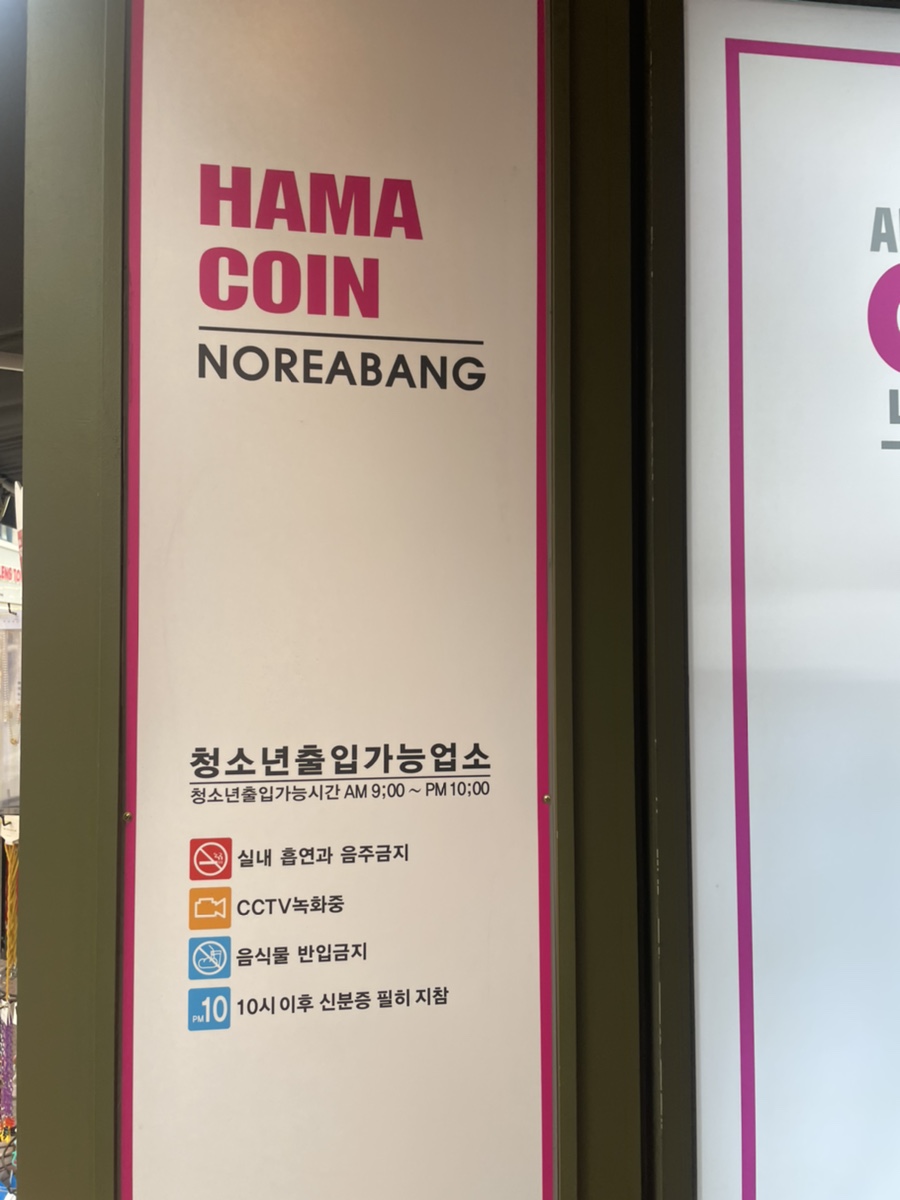 HAMA
COIN
NOREABANG
청소년출입가능업소
청소년출입가능시간 AM 9;00 ~ PM 10;00
실내 흡연과 음주금지
CCTV녹화중
음식물 반입금지
PM10 10시 이후 신분증 필히 지참